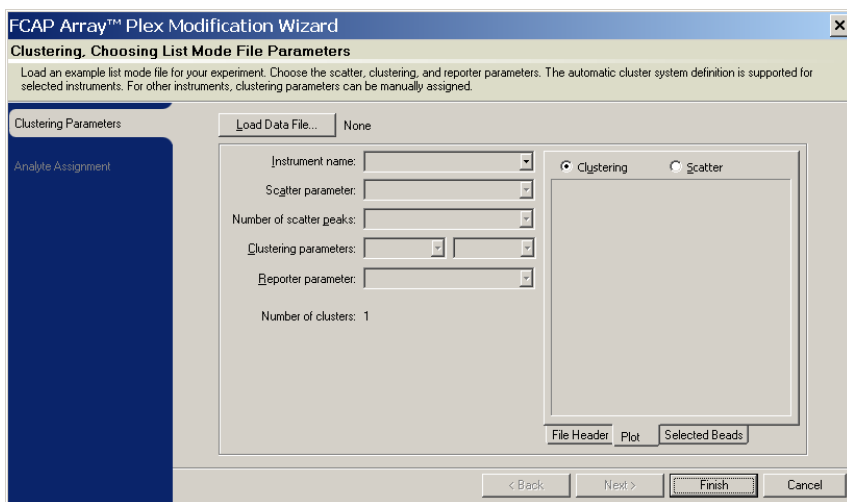 FCAP Array™ Plex Modification Wizard
Clustering, Choosing List Mode File Parameters
Load an example list mode file for your experiment. Choose the scatter, clustering, and reporter parameters. The automatic cluster system definition is supported for
selected instruments. For other instruments, clustering parameters can be manually assigned.
Clustering Parameters
Analyte Assignment
Load Data File... None
Instrument name:
Scatter parameter:
Number of scatter peaks:
Clustering parameters:
Reporter parameter:
Number of clusters: 1
Clustering Scatter
File Header Plot Selected Beads
< Back Next > Finish Cancel